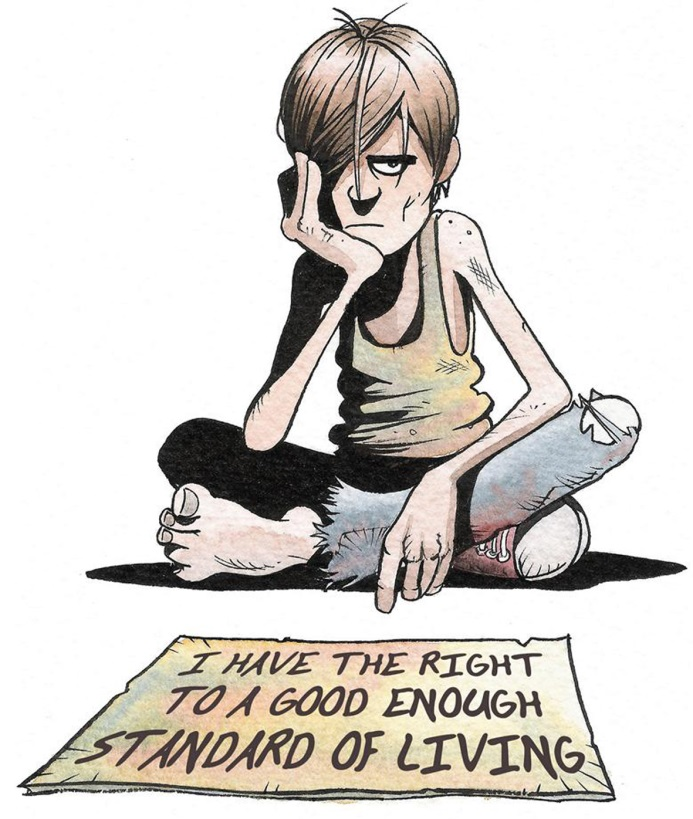 I HAVE THE RIGHT
TO A GOOD ENOUGH
STANDARD OF LIVING